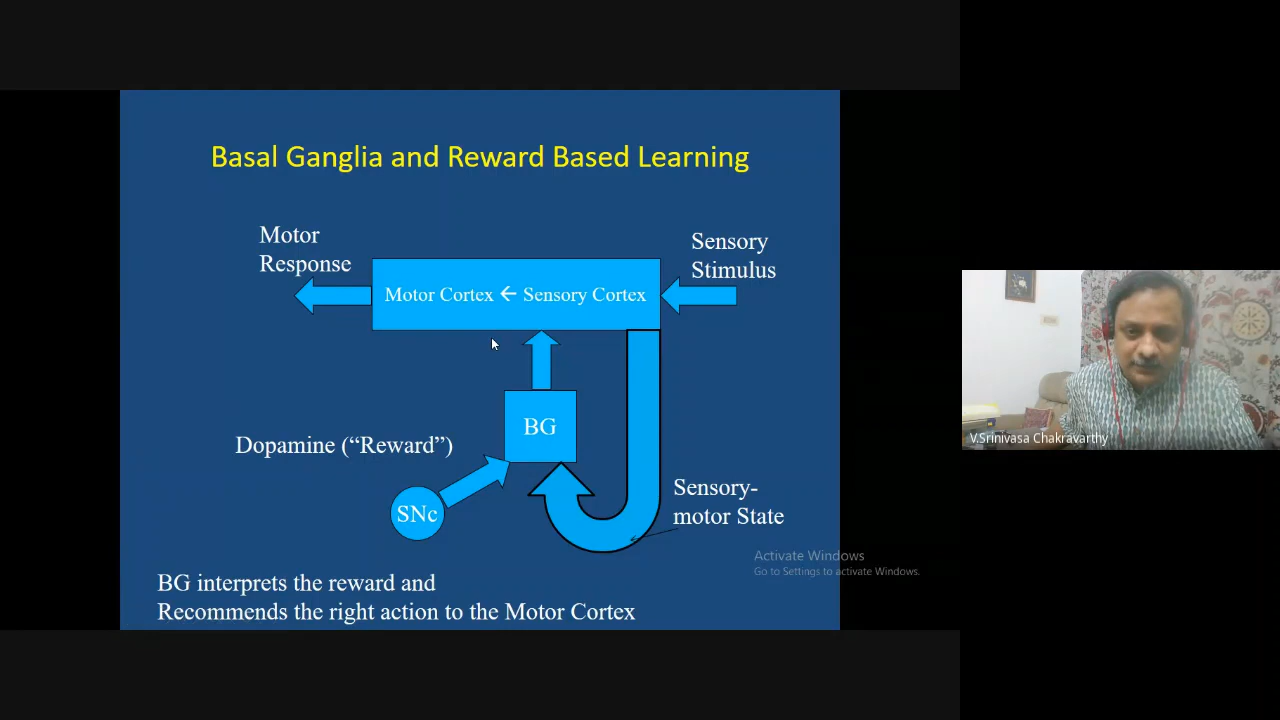 Basal Ganglia and Reward Based Learning
Motor
Response
Sensory
Stimulus
Motor Cortex ← Sensory Cortex
BG
Dopamine (“Reward”)
SNc
Sensory-
motor State
BG interprets the reward and
Recommends the right action to the Motor Cortex
Activate Windows
Go to Settings to activate Windows.
V.Srinivasa Chakravarthy